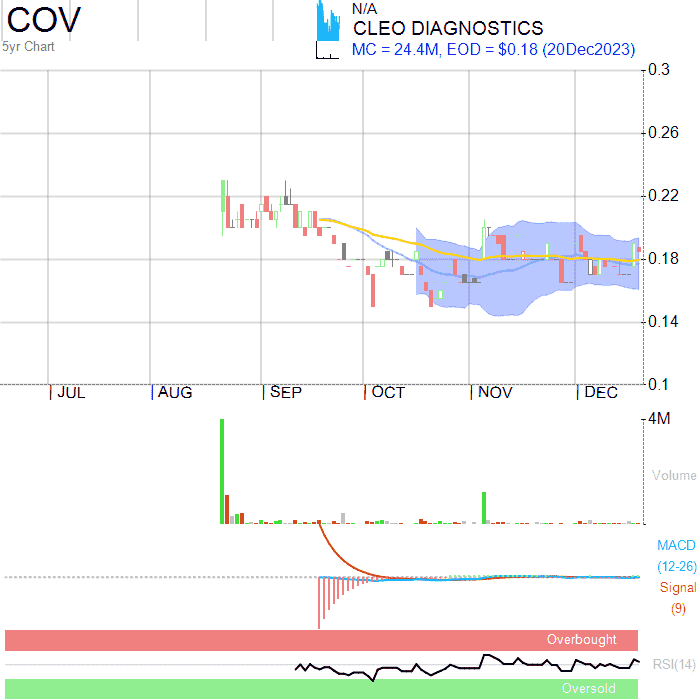 COV
N/A
CLEO DIAGNOSTICS
5yr Chart
MC = 24.4M, EOD = $0.18 (20Dec2023)
0.3
0.26
0.22
0.18
0.14
0.1
JUL AUG SEP OCT NOV DEC
4M
Volume
MACD
(12-26)
Signal
(9)
Overbought
RSI(14)
Oversold